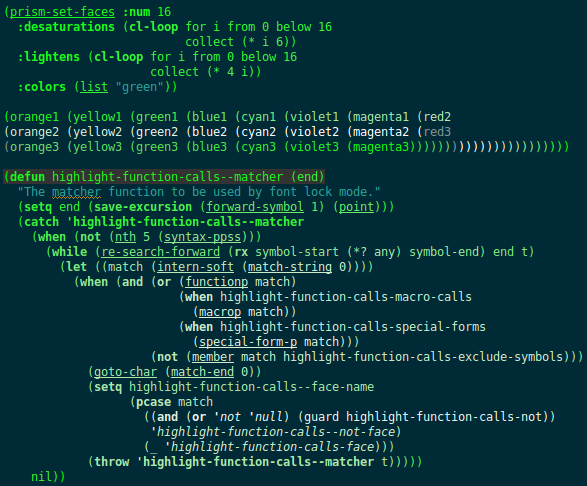 (prism-set-faces :num 16
  :desaturations (cl-loop for i from 0 below 16
                          collect (* i 6))
  :lightens (cl-loop for i from 0 below 16
                     collect (* 4 i))
  :colors (list "green"))
(orange1 (yellow1 (green1 (blue1 (cyan1 (violet1 (magenta1 (red2
(orange2 (yellow2 (green2 (blue2 (cyan2 (violet2 (magenta2 (red3
(orange3 (yellow3 (green3 (blue3 (cyan3 (violet3 (magenta3)))))))))))))))))))))))
(defun highlight-function-calls--matcher (end)
  "The matcher function to be used by font lock mode."
  (setq end (save-excursion (forward-symbol 1) (point)))
  (catch 'highlight-function-calls--matcher
    (when (not (nth 5 (syntax-ppss)))
      (while (re-search-forward (rx symbol-start (*? any) symbol-end) end t)
        (let ((match (intern-soft (match-string 0))))
          (when (and (or (functionp match)
                         (when highlight-function-calls-macro-calls
                           (macrop match))
                         (when highlight-function-calls-special-forms
                           (special-form-p match)))
                     (not (member match highlight-function-calls-exclude-symbols)))
            (goto-char (match-end 0))
            (setq highlight-function-calls--face-name
                  (pcase match
                    ((and (or 'not 'null) (guard highlight-function-calls-not))
                     'highlight-function-calls--not-face)
                    (_ 'highlight-function-calls-face)))
            (throw 'highlight-function-calls--matcher t)))))
    nil))